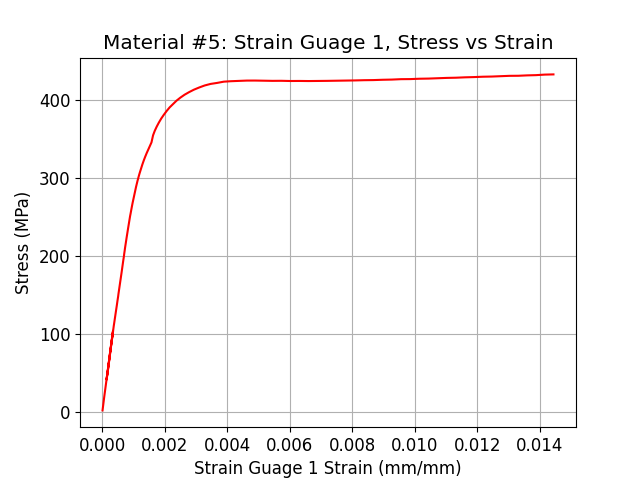 Material #5: Strain Guage 1, Stress vs Strain
400
300
200
100
0
Stress (MPa)
0.000 0.002 0.004 0.006 0.008 0.010 0.012 0.014
Strain Guage 1 Strain (mm/mm)